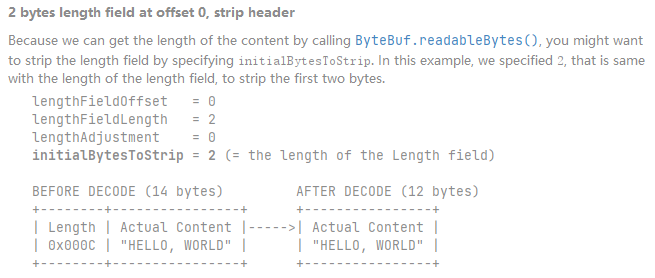 2 bytes length field at offset 0, strip header
Because we can get the length of the content by calling ByteBuf.readableBytes(), you might want
to strip the length field by specifying initialBytesToStrip. In this example, we specified 2, that is same
with the length of the length field, to strip the first two bytes.
lengthFieldOffset   = 0
lengthFieldLength   = 2
lengthAdjustment    = 0
initialBytesToStrip = 2 (= the length of the Length field)
BEFORE DECODE (14 bytes)         AFTER DECODE (12 bytes)
+--------+----------------+      +----------------+
| Length | Actual Content |----->| Actual Content |
| 0x000C | "HELLO, WORLD" |      | "HELLO, WORLD" |
+--------+----------------+      +----------------+